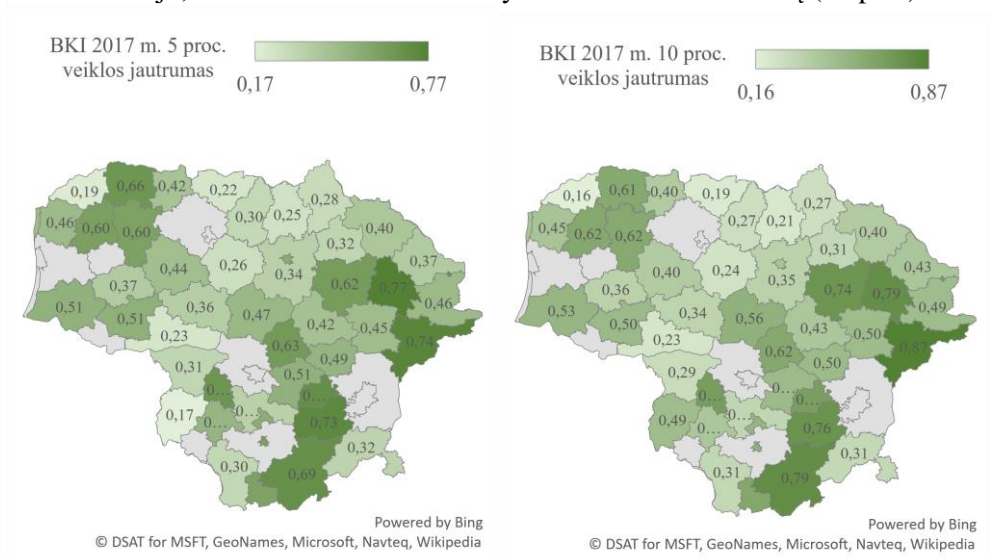 BKI 2017 m. 5 proc.
veiklos jautrumas
0,17 0,77
0,19 0,66 0,42 0,22
0,46 0,60 0,60 0,30 0,25 0,28
0,32 0,40
0,44 0,26 0,34 0,37
0,37 0,62 0,77
0,51 0,51 0,36 0,47 0,46
0,23 0,42 0,45 0,74
0,63 0,49
0,31 0,51
0… 0…
0,17 0… 0… 0,73
0,32
0,30 0,69
Powered by Bing
© DSAT for MSFT, GeoNames, Microsoft, Navteq, Wikipedia
BKI 2017 m. 10 proc.
veiklos jautrumas
0,16 0,87
0,16 0,61 0,40 0,19
0,45 0,62 0,62 0,27 0,21 0,27
0,31 0,40
0,40 0,24 0,35 0,43
0,36 0,74 0,79
0,53 0,50 0,34 0,56 0,49
0,23 0,43 0,50 0,87
0,62 0,50
0,29 0…
0…
0,49 0… 0… 0,76
0,31
0,31 0,79
Powered by Bing
© DSAT for MSFT, GeoNames, Microsoft, Navteq, Wikipedia